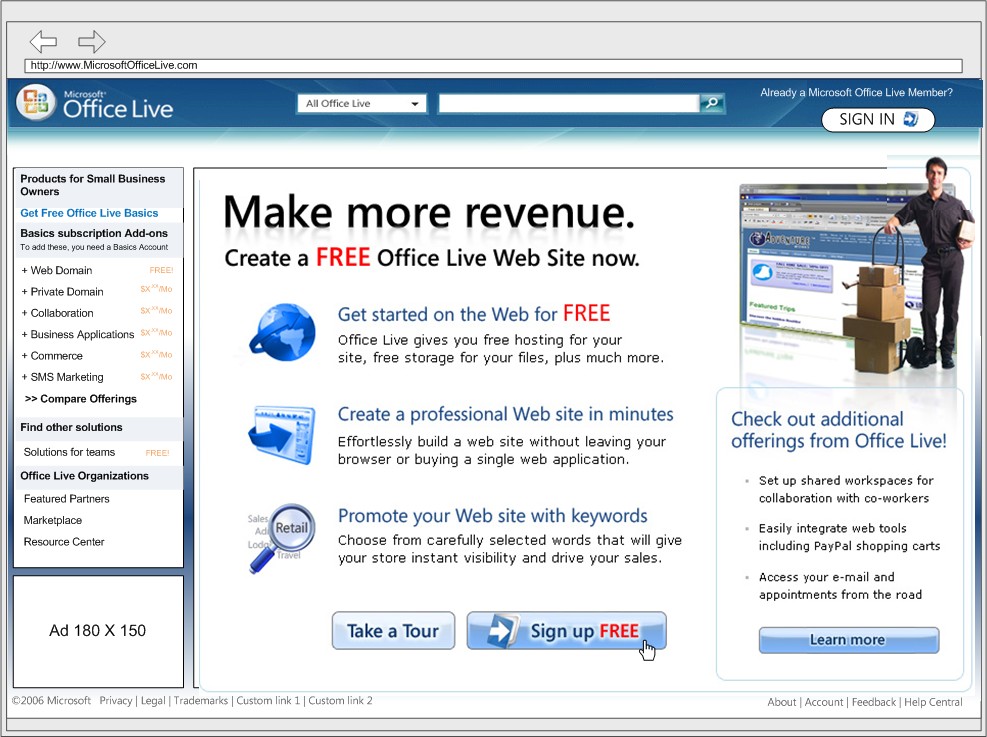 http://www.MicrosoftOfficeLive.com
Microsoft®
Office Live
All Office Live
Already a Microsoft Office Live Member?
SIGN IN
Products for Small Business
Owners
Get Free Office Live Basics
Basics subscription Add-ons
To add these, you need a Basics Account
+ Web Domain FREE!
+ Private Domain $X.XX/Mo
+ Collaboration $X.XX/Mo
+ Business Applications $X.XX/Mo
+ Commerce $X.XX/Mo
+ SMS Marketing $X.XX/Mo
>> Compare Offerings
Find other solutions
Solutions for teams FREE!
Office Live Organizations
Featured Partners
Marketplace
Resource Center
Ad 180 X 150
Make more revenue.
Create a FREE Office Live Web Site now.
Get started on the Web for FREE
Office Live gives you free hosting for your
site, free storage for your files, plus much more.
Create a professional Web site in minutes
Effortlessly build a web site without leaving your
browser or buying a single web application.
Sales
Retail
Travel
Promote your Web site with keywords
Choose from carefully selected words that will give
your store instant visibility and drive your sales.
Take a Tour
Sign up FREE
ADVENTURE
Featured Trips
Check out additional
offerings from Office Live!
Set up shared workspaces for
collaboration with co-workers
Easily integrate web tools
including PayPal shopping carts
Access your e-mail and
appointments from the road
Learn more
©2006 Microsoft Privacy | Legal | Trademarks | Custom link 1 | Custom link 2
About | Account | Feedback | Help Central